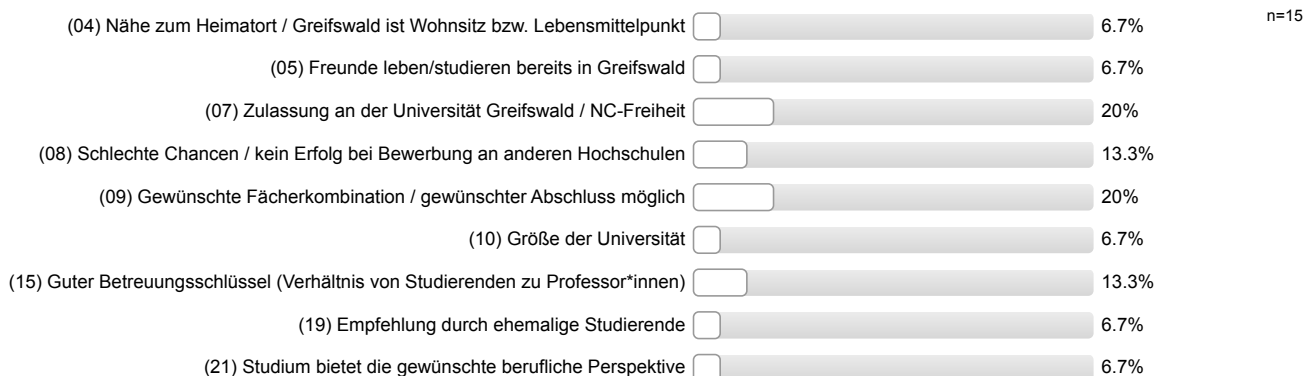 (04) Nähe zum Heimatort / Greifswald ist Wohnsitz bzw. Lebensmittelpunkt 6.7% n=15
(05) Freunde leben/studieren bereits in Greifswald 6.7%
(07) Zulassung an der Universität Greifswald / NC-Freiheit 20%
(08) Schlechte Chancen / kein Erfolg bei Bewerbung an anderen Hochschulen 13.3%
(09) Gewünschte Fächerkombination / gewünschter Abschluss möglich 20%
(10) Größe der Universität 6.7%
(15) Guter Betreuungsschlüssel (Verhältnis von Studierenden zu Professor*innen) 13.3%
(19) Empfehlung durch ehemalige Studierende 6.7%
(21) Studium bietet die gewünschte berufliche Perspektive 6.7%